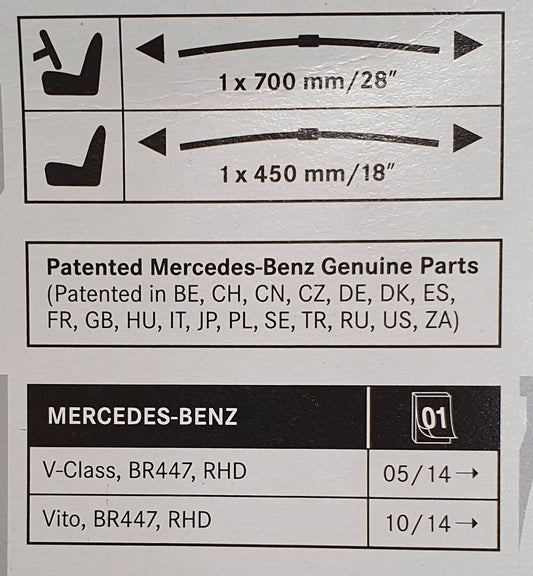 1 x 700 mm/28″
1 x 450 mm/18″
Patented Mercedes-Benz Genuine Parts
(Patented in BE, CH, CN, CZ, DE, DK, ES,
FR, GB, HU, IT, JP, PL, SE, TR, RU, US, ZA)
MERCEDES-BENZ 01
V-Class, BR447, RHD 05/14→
Vito, BR447, RHD 10/14→